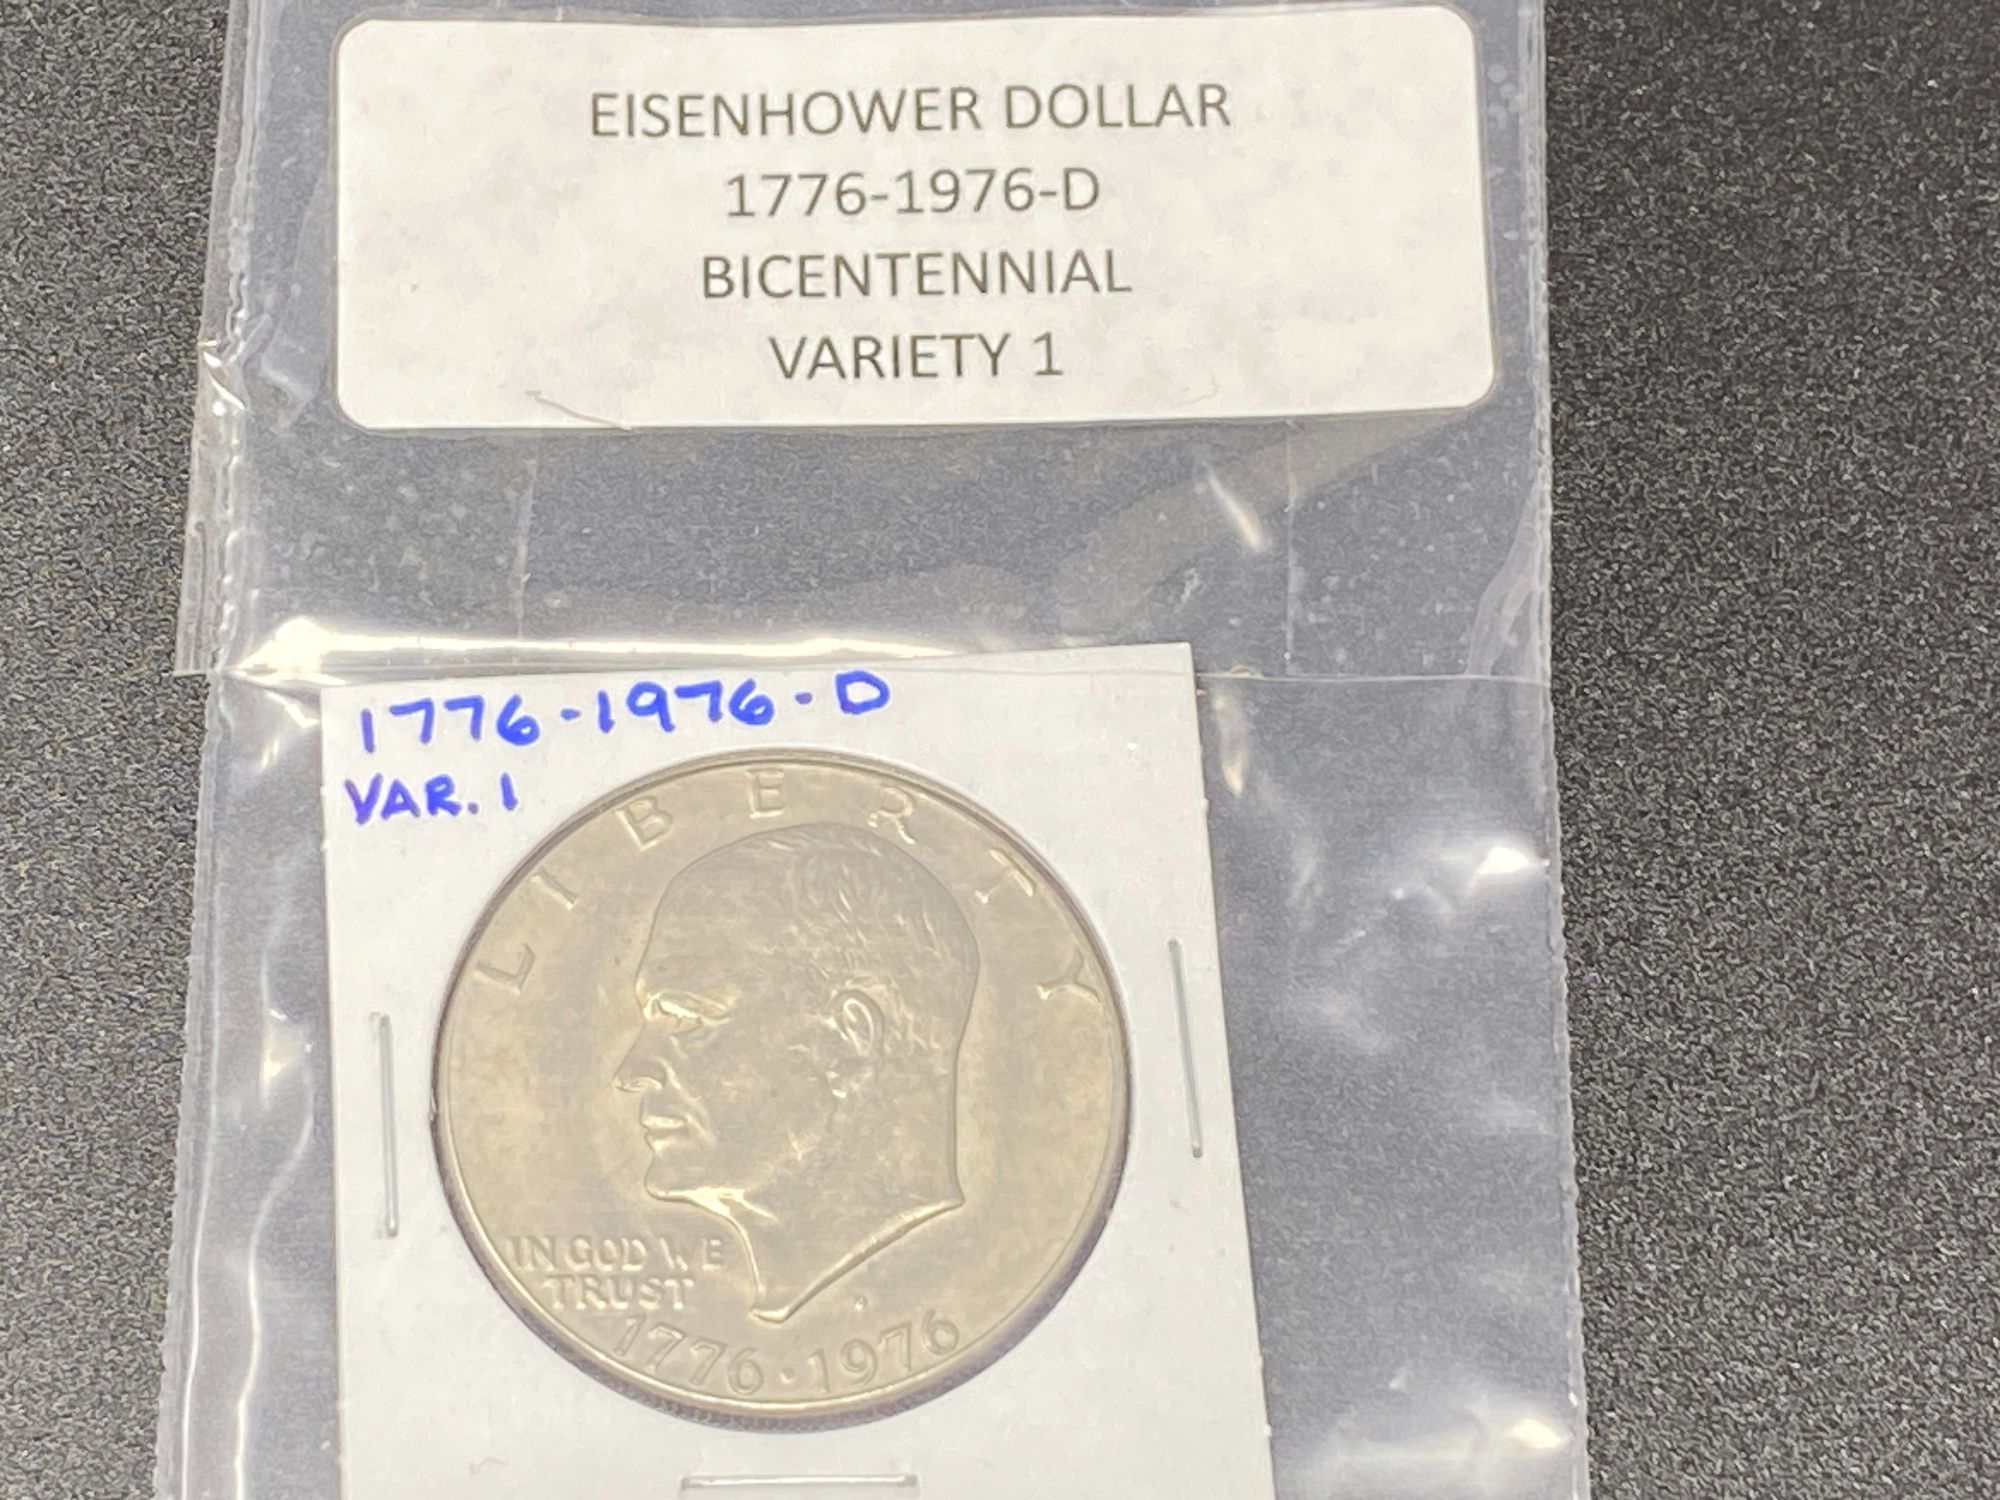 EISENHOWER DOLLAR
1776-1976-D
BICENTENNIAL
VARIETY 1
1776-1976-D
VAR. 1
LIBERTY
IN GOD WE
TRUST
1776·1976